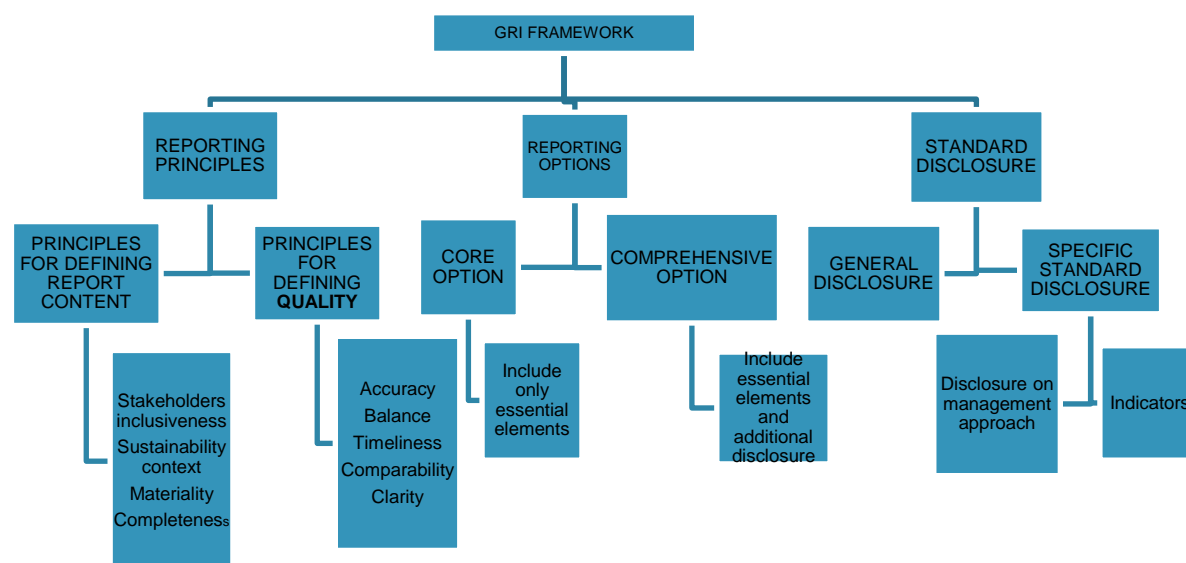 GRI FRAMEWORK
REPORTING
PRINCIPLES
REPORTING
OPTIONS
STANDARD
DISCLOSURE
PRINCIPLES
FOR DEFINING
REPORT
CONTENT
PRINCIPLES
FOR
DEFINING
QUALITY
CORE
OPTION
COMPREHENSIVE
OPTION
GENERAL
DISCLOSURE
SPECIFIC
STANDARD
DISCLOSURE
Stakeholders
inclusiveness
Sustainability
context
Materiality
Completeness
Accuracy
Balance
Timeliness
Comparability
Clarity
Include
only
essential
elements
Include
essential
elements
and
additional
disclosure
Disclosure on
management
approach
Indicators